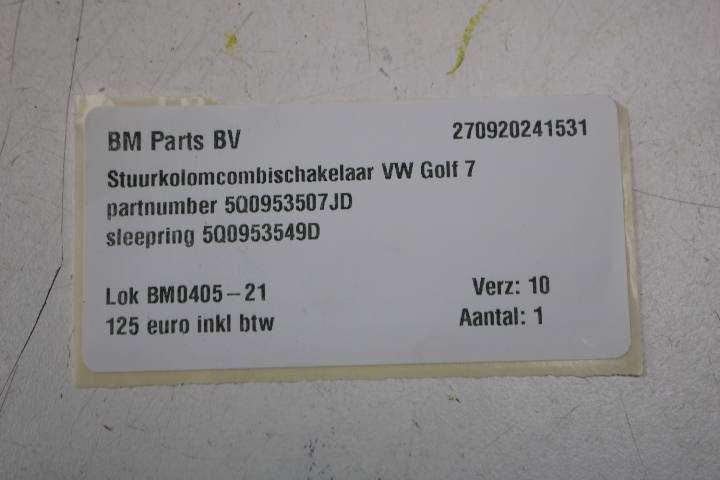 BM Parts BV 270920241531
Stuurkolomcombischakelaar VW Golf 7
partnumber 5Q0953507JD
sleepring 5Q0953549D
Lok BM0405-21 Verz: 10
125 euro inkl btw Aantal: 1